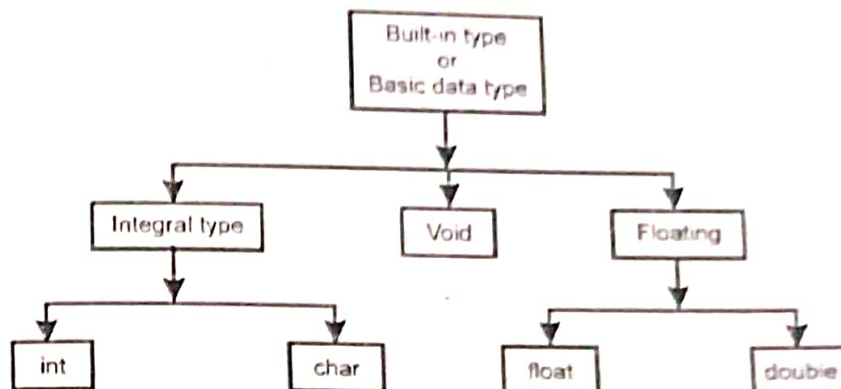 Built-in type
or
Basic data type
Integral type
Void
Floating
int
char
float
double